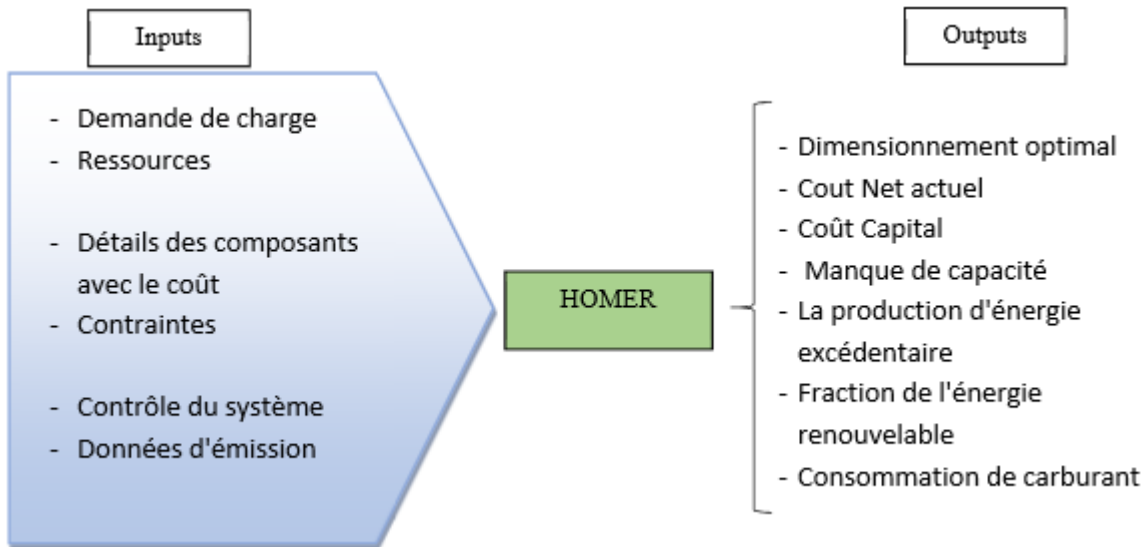 Inputs
- Demande de charge
- Ressources
- Détails des composants
avec le coût
- Contraintes
- Contrôle du système
- Données d'émission
HOMER
Outputs
- Dimensionnement optimal
- Cout Net actuel
- Coût Capital
- Manque de capacité
- La production d'énergie
excédentaire
- Fraction de l'énergie
renouvelable
- Consommation de carburant